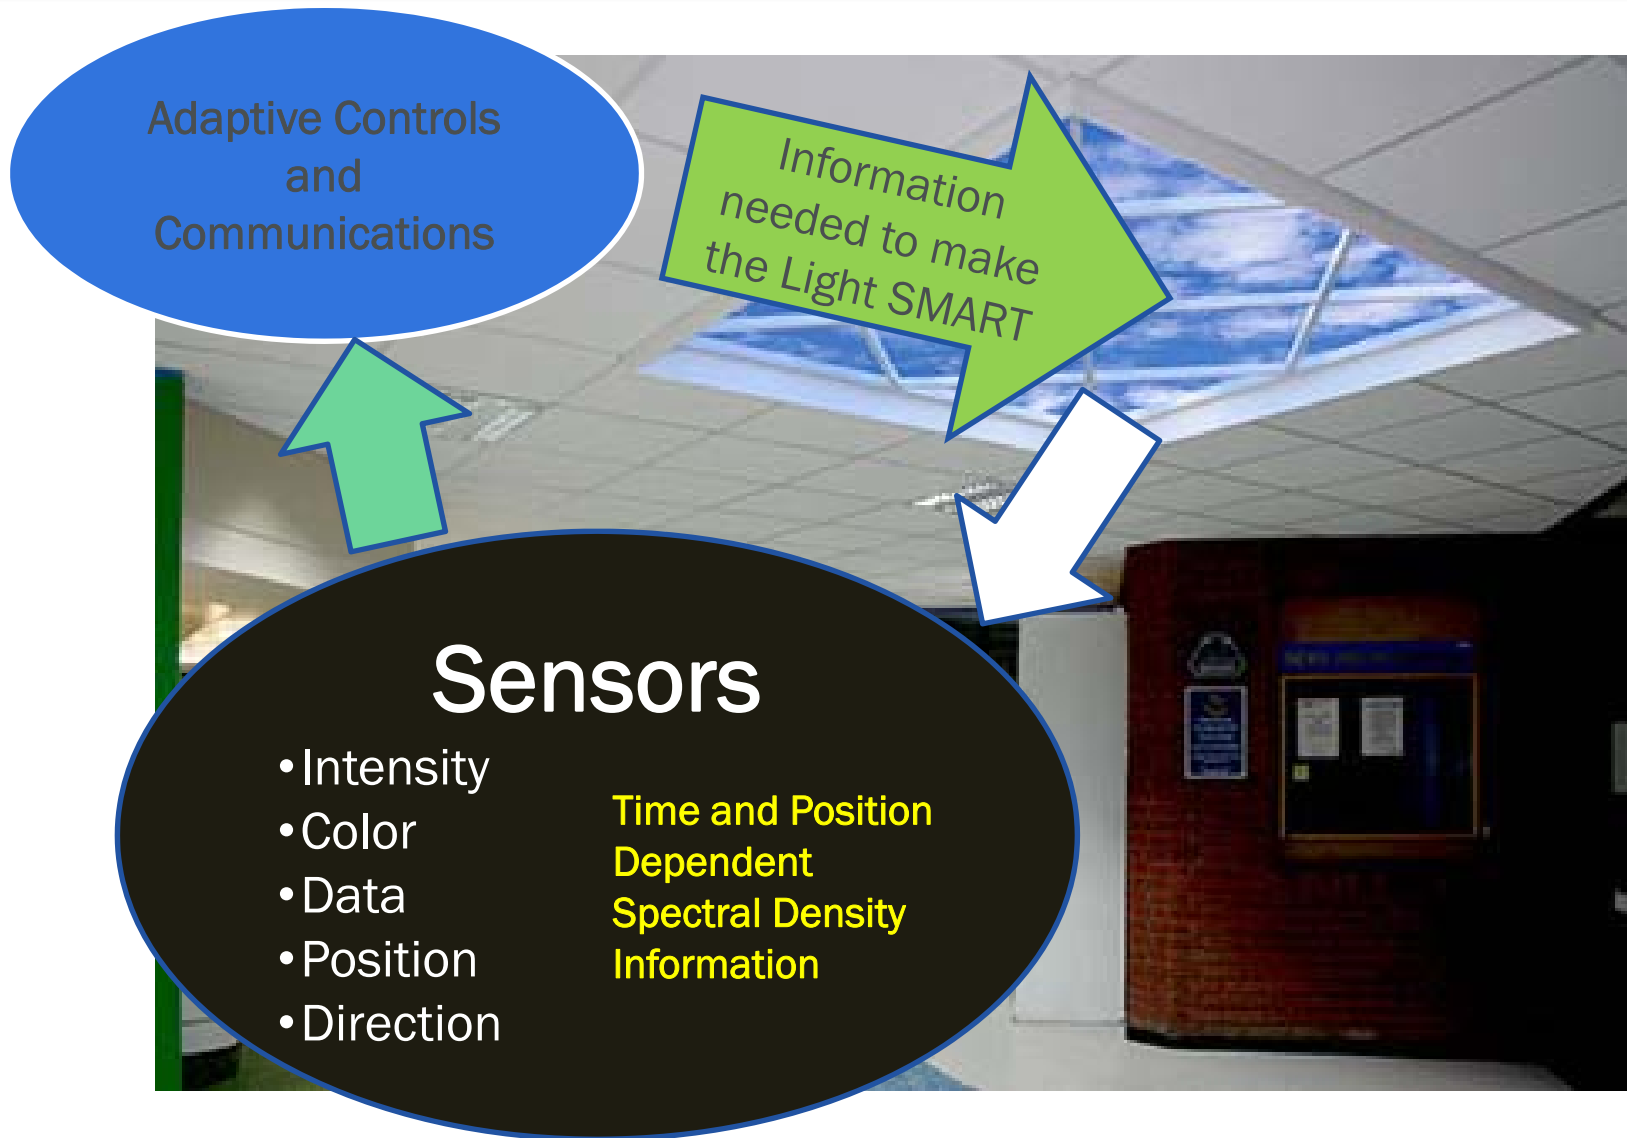 Adaptive Controls
and
Communications
Information
needed to make
the Light SMART
Sensors
•Intensity
•Color
•Data
•Position
•Direction
Time and Position
Dependent
Spectral Density
Information